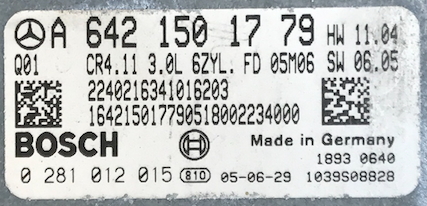 A 642 150 17 79 HW 11.04
Q01 CR4.11 3.0L 6ZYL. FD 05M06 SW 06.05
2240216341016203
164215017790518002234000
BOSCH Made in Germany
1893 0640
0 281 012 015 810 05-06-29 1039S08828